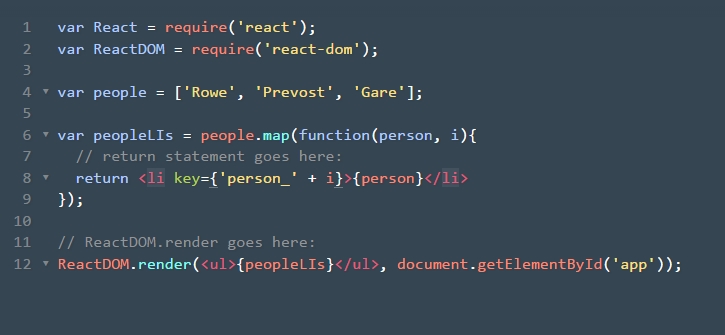 1 var React = require('react');
2 var ReactDOM = require('react-dom');
3
4 var people = ['Rowe', 'Prevost', 'Gare'];
5
6 var peopleLIs = people.map(function(person, i){
7 // return statement goes here:
8 return <li key={'person_' + i}>{person}</li>
9 });
10
11 // ReactDOM.render goes here:
12 ReactDOM.render(<ul>{peopleLIs}</ul>, document.getElementById('app'));